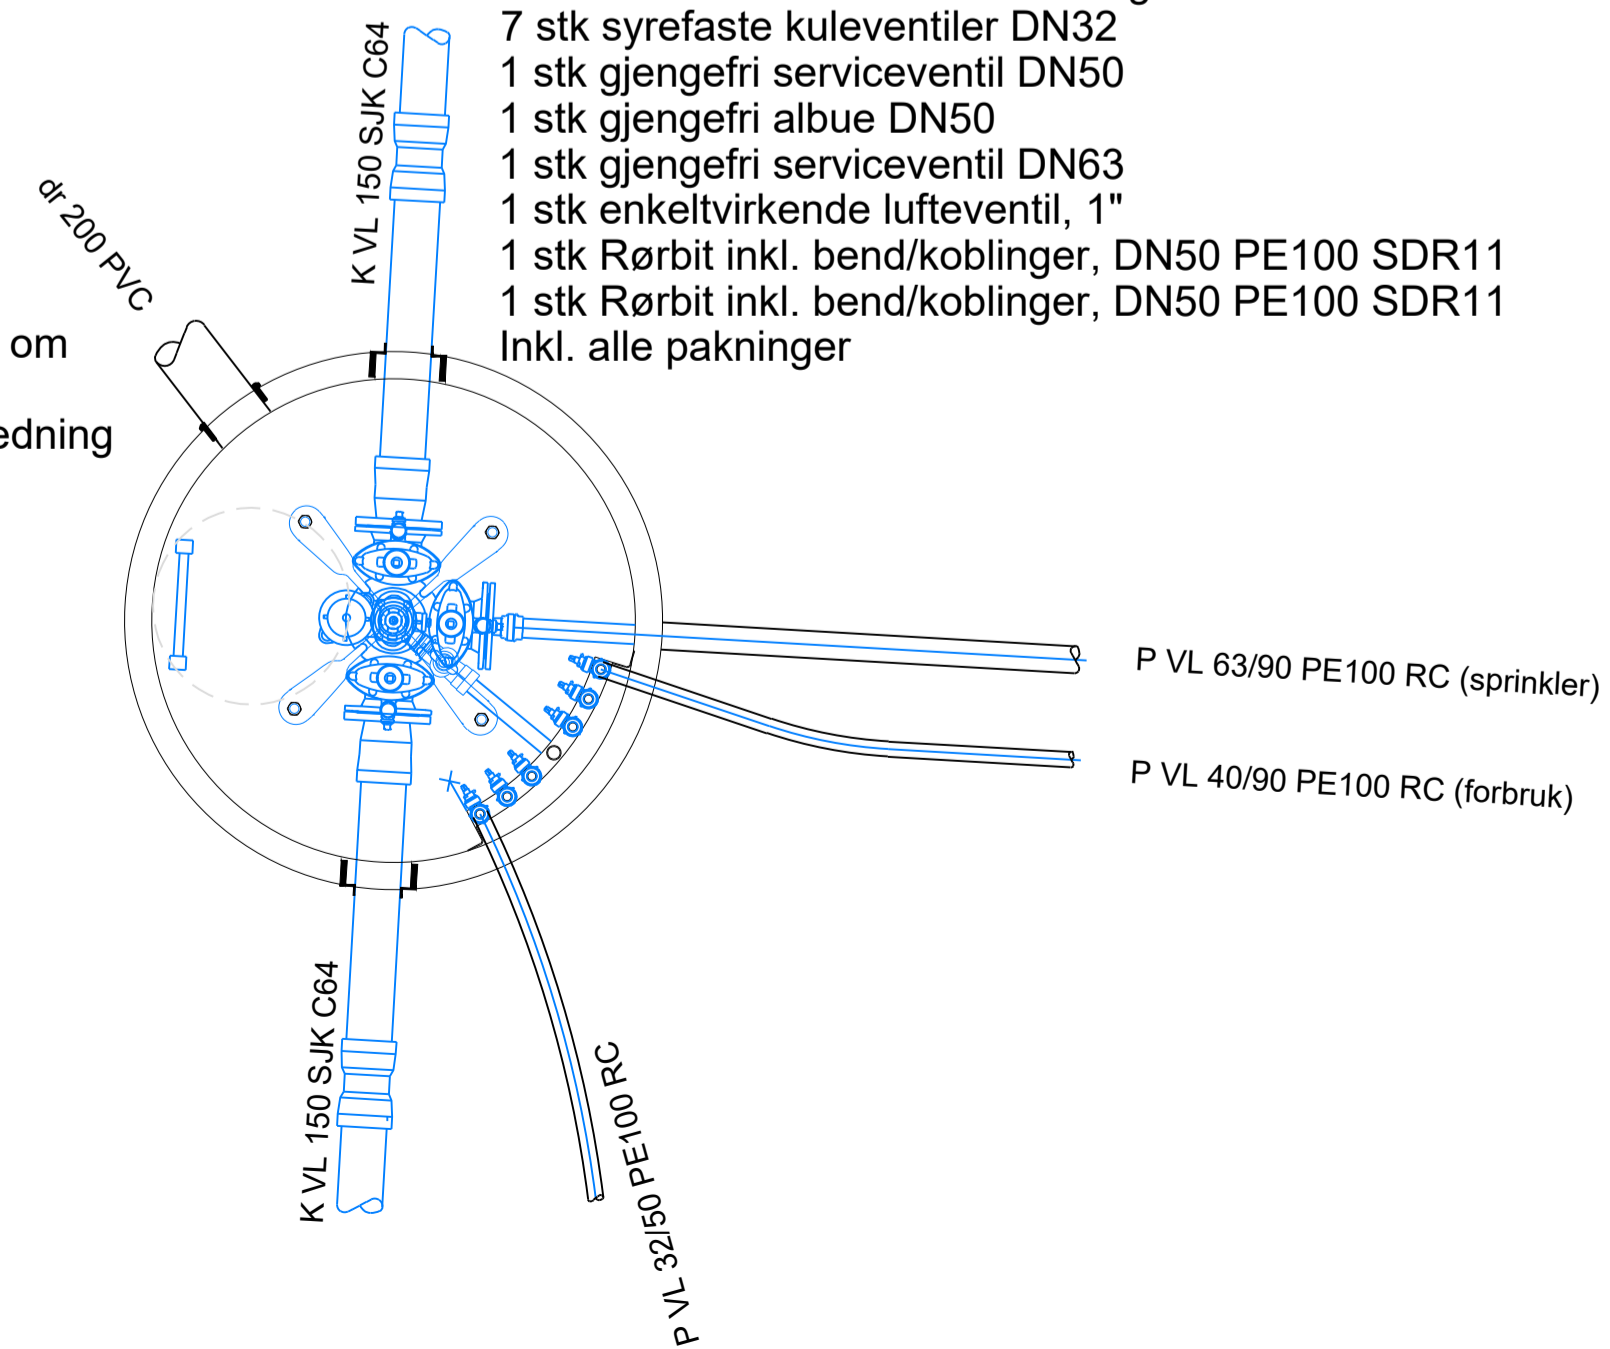 7 stk syrefaste kuleventiler DN32
1 stk gjengefri serviceventil DN50
1 stk gjengefri albue DN50
1 stk gjengefri serviceventil DN63
1 stk enkeltvirkende lufteventil, 1"
1 stk Rørbit inkl. bend/koblinger, DN50 PE100 SDR11
1 stk Rørbit inkl. bend/koblinger, DN50 PE100 SDR11
Inkl. alle pakninger
K VL 150 SJK C64
dr 200 PVC
om
edning
P VL 63/90 PE100 RC (sprinkler)
P VL 40/90 PE100 RC (forbruk)
K VL 150 SJK C64
P VL 32/50 PE100 RC